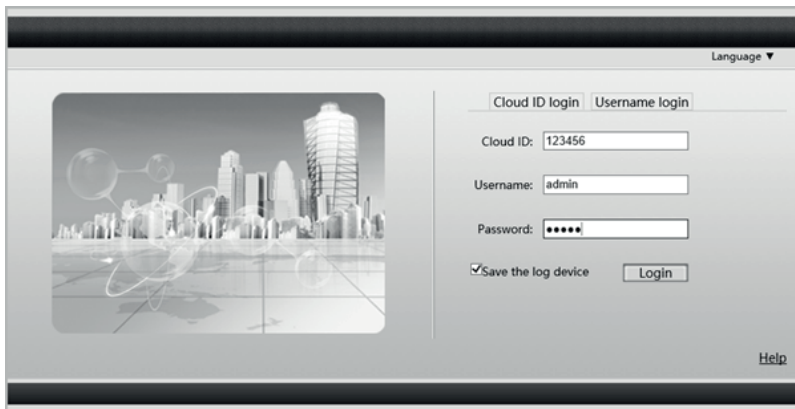 Language ▼
Cloud ID login Username login
Cloud ID: 123456
Username: admin
Password: •••••
Save the log device Login
Help